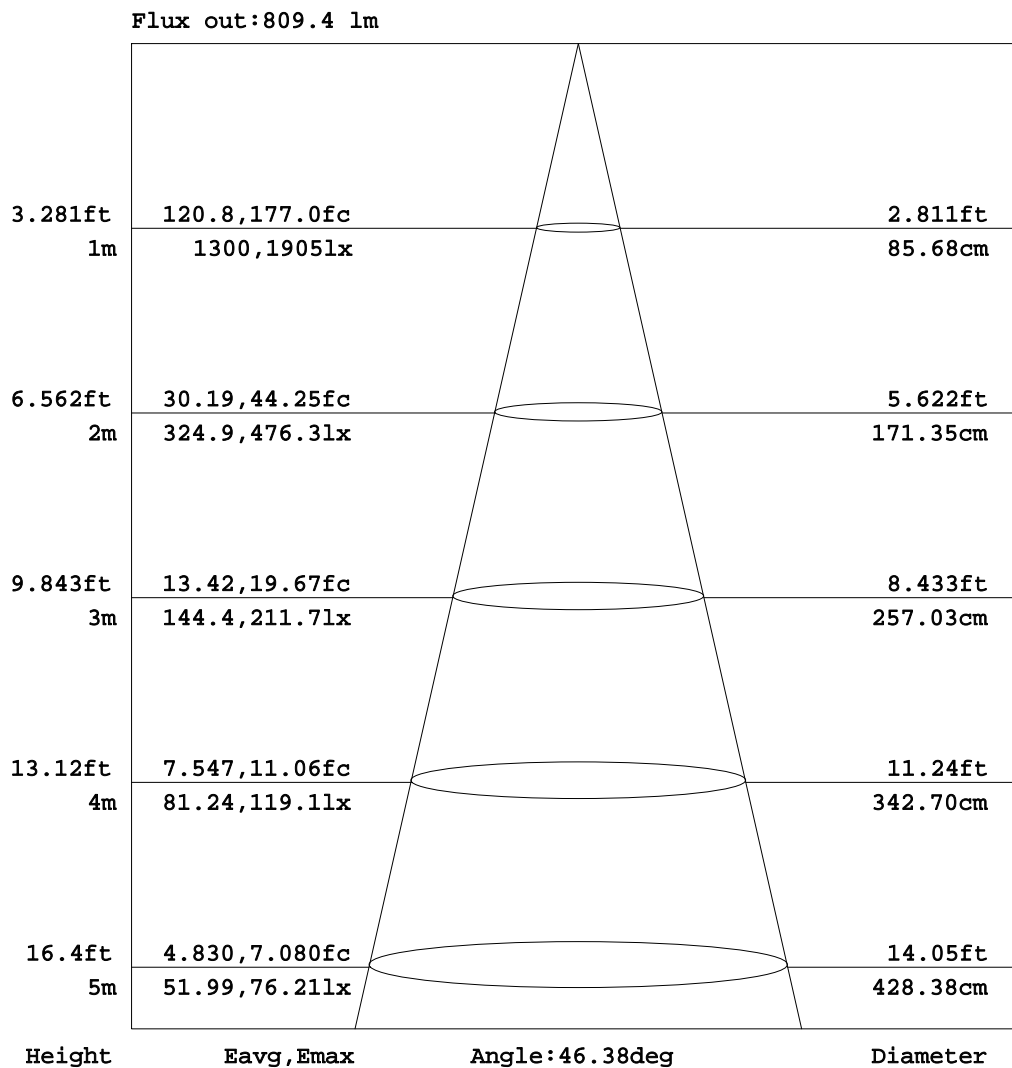 Flux out:809.4 lm
3.281ft 120.8,177.0fc 2.811ft
1m 1300,1905lx 85.68cm
6.562ft 30.19,44.25fc 5.622ft
2m 324.9,476.3lx 171.35cm
9.843ft 13.42,19.67fc 8.433ft
3m 144.4,211.7lx 257.03cm
13.12ft 7.547,11.06fc 11.24ft
4m 81.24,119.1lx 342.70cm
16.4ft 4.830,7.080fc 14.05ft
5m 51.99,76.21lx 428.38cm
Height Eavg,Emax Angle:46.38deg Diameter